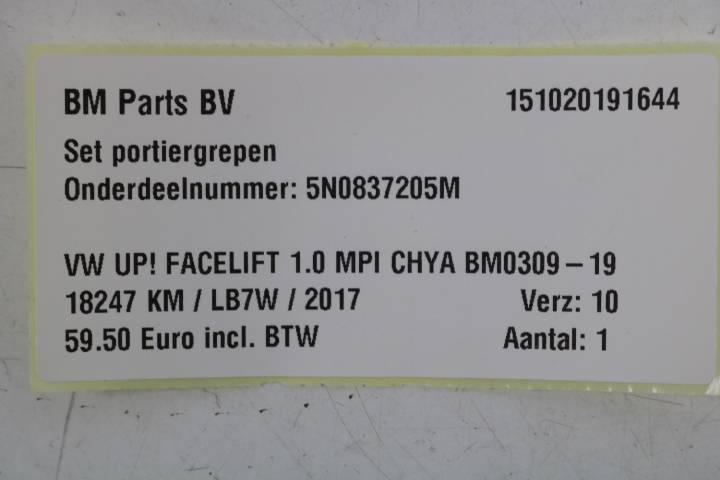 BM Parts BV 151020191644
Set portiergrepen
Onderdeelnummer: 5N0837205M
VW UP! FACELIFT 1.0 MPI CHYA BM0309-19
18247 KM / LB7W / 2017 Verz: 10
59.50 Euro incl. BTW Aantal: 1